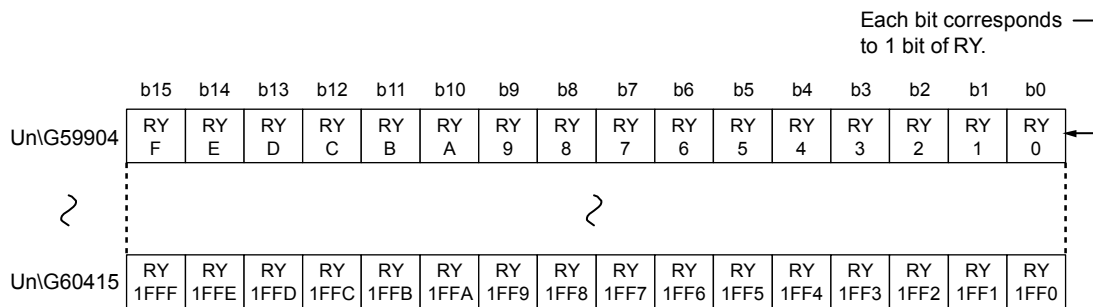 Each bit corresponds
to 1 bit of RY.
b15 b14 b13 b12 b11 b10 b9 b8 b7 b6 b5 b4 b3 b2 b1 b0
Un\G59904 RY RY RY RY RY RY RY RY RY RY RY RY RY RY RY RY
F E D C B A 9 8 7 6 5 4 3 2 1 0
Un\G60415 RY RY RY RY RY RY RY RY RY RY RY RY RY RY RY RY
1FFF 1FFE 1FFD 1FFC 1FFB 1FFA 1FF9 1FF8 1FF7 1FF6 1FF5 1FF4 1FF3 1FF2 1FF1 1FF0